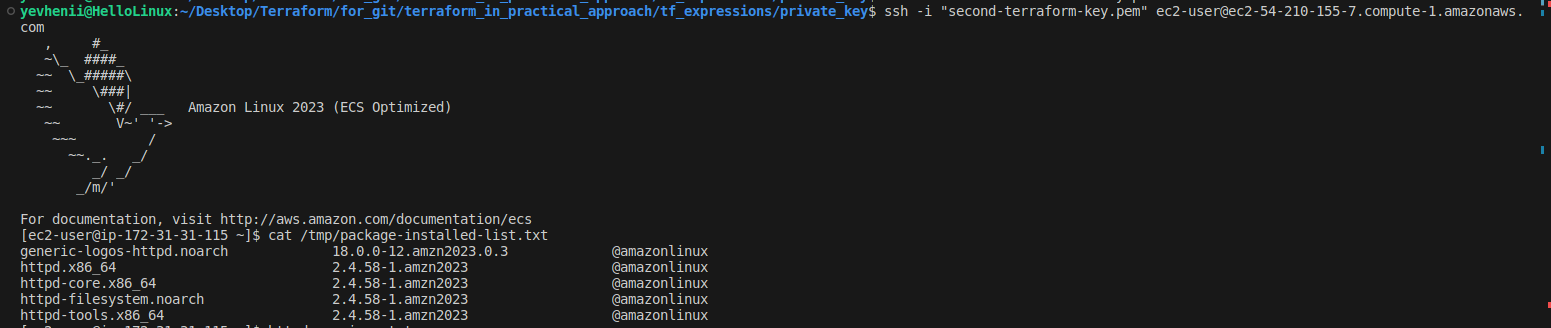 yevhenii@HelloLinux:~/Desktop/Terraform/for_git/terraform_in_practical_approach/tf_expressions/private_key$ ssh -i "second-terraform-key.pem" ec2-user@ec2-54-210-155-7.compute-1.amazonaws.
com
   ,     #_
   ~\_  ####_
  ~~  \_#####\
  ~~     \###|
  ~~       \#/ ___   Amazon Linux 2023 (ECS Optimized)
   ~~       V~' '->
    ~~~         /
      ~~._.   _/
         _/ _/
       _/m/'
For documentation, visit http://aws.amazon.com/documentation/ecs
[ec2-user@ip-172-31-31-115 ~]$ cat /tmp/package-installed-list.txt
generic-logos-httpd.noarch             18.0.0-12.amzn2023.0.3             @amazonlinux
httpd.x86_64                           2.4.58-1.amzn2023                  @amazonlinux
httpd-core.x86_64                      2.4.58-1.amzn2023                  @amazonlinux
httpd-filesystem.noarch                2.4.58-1.amzn2023                  @amazonlinux
httpd-tools.x86_64                     2.4.58-1.amzn2023                  @amazonlinux